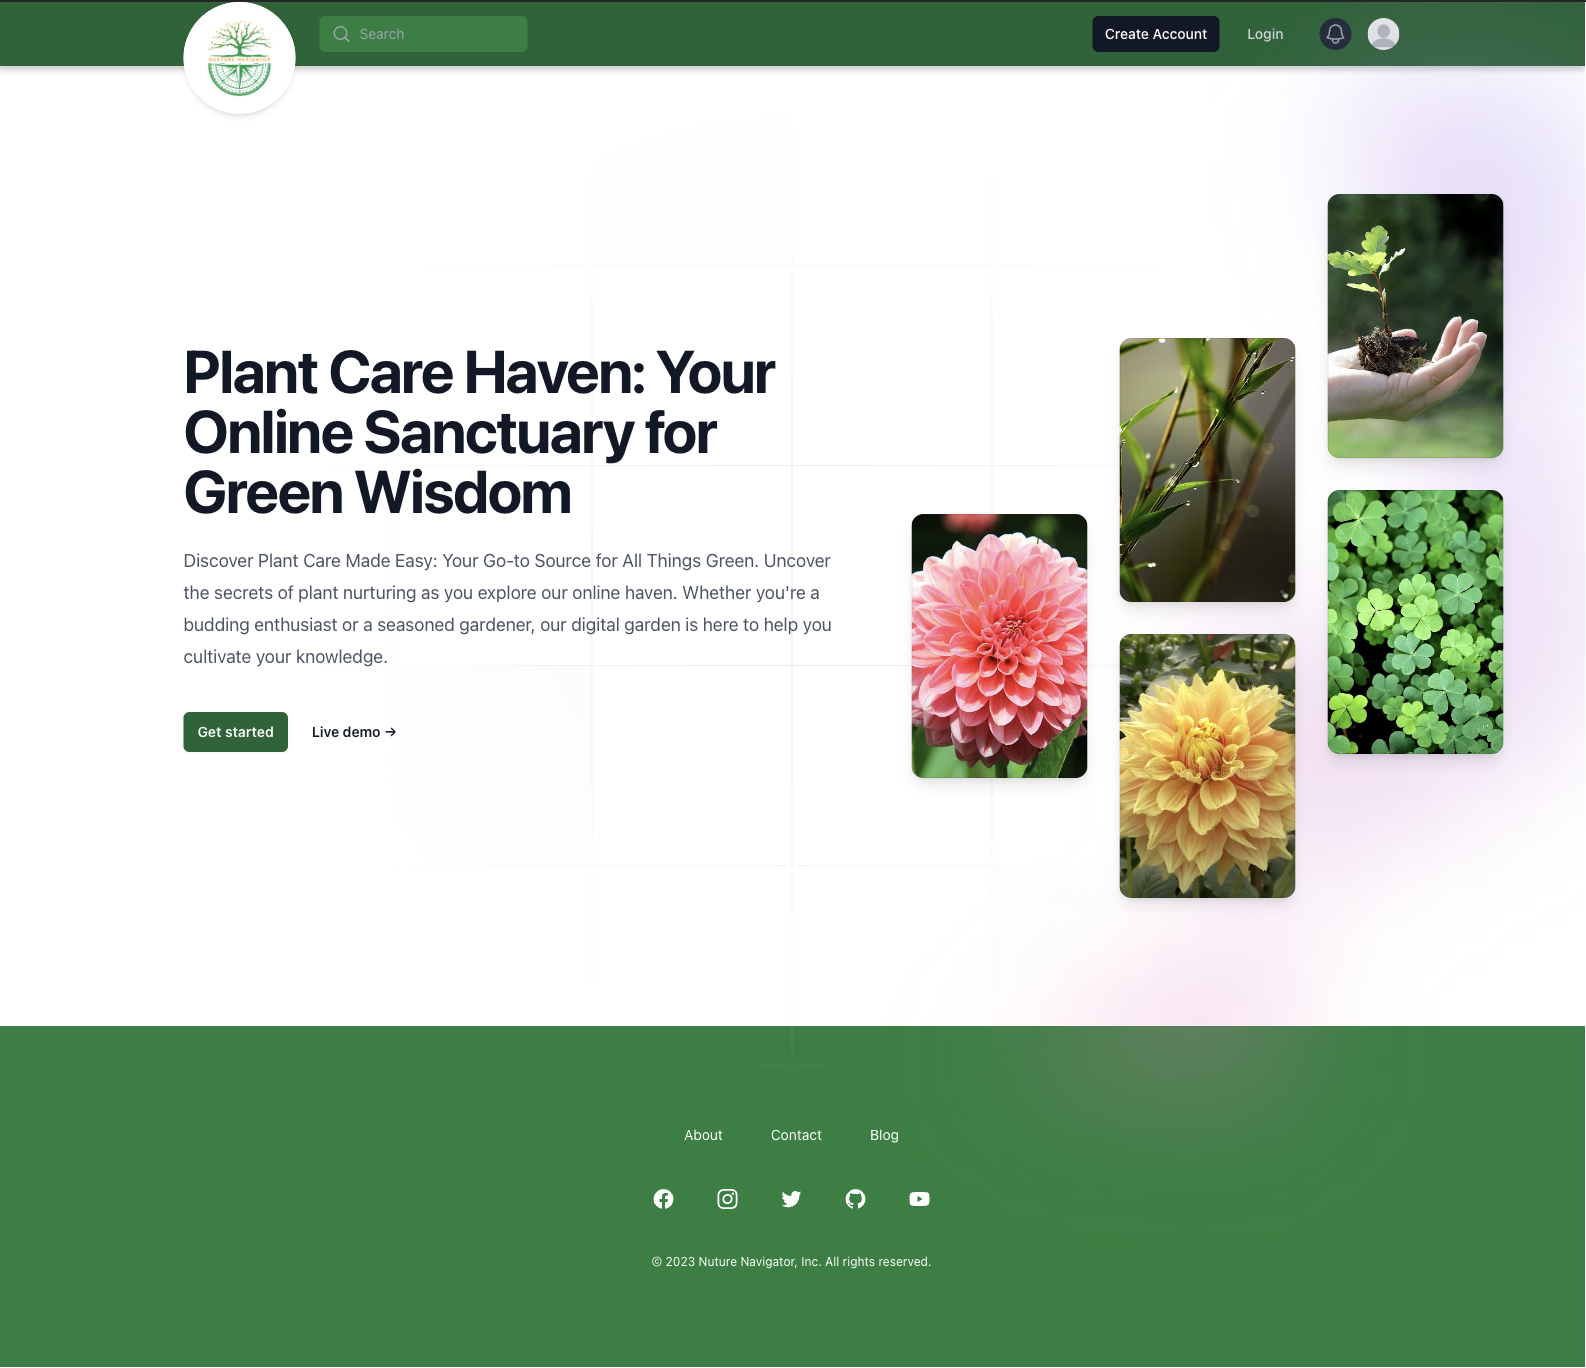 NURTURE NAVIGATOR
Search
Create Account
Login
Plant Care Haven: Your
Online Sanctuary for
Green Wisdom
Discover Plant Care Made Easy: Your Go-to Source for All Things Green. Uncover
the secrets of plant nurturing as you explore our online haven. Whether you're a
budding enthusiast or a seasoned gardener, our digital garden is here to help you
cultivate your knowledge.
Get started
Live demo →
About
Contact
Blog
© 2023 Nuture Navigator, Inc. All rights reserved.